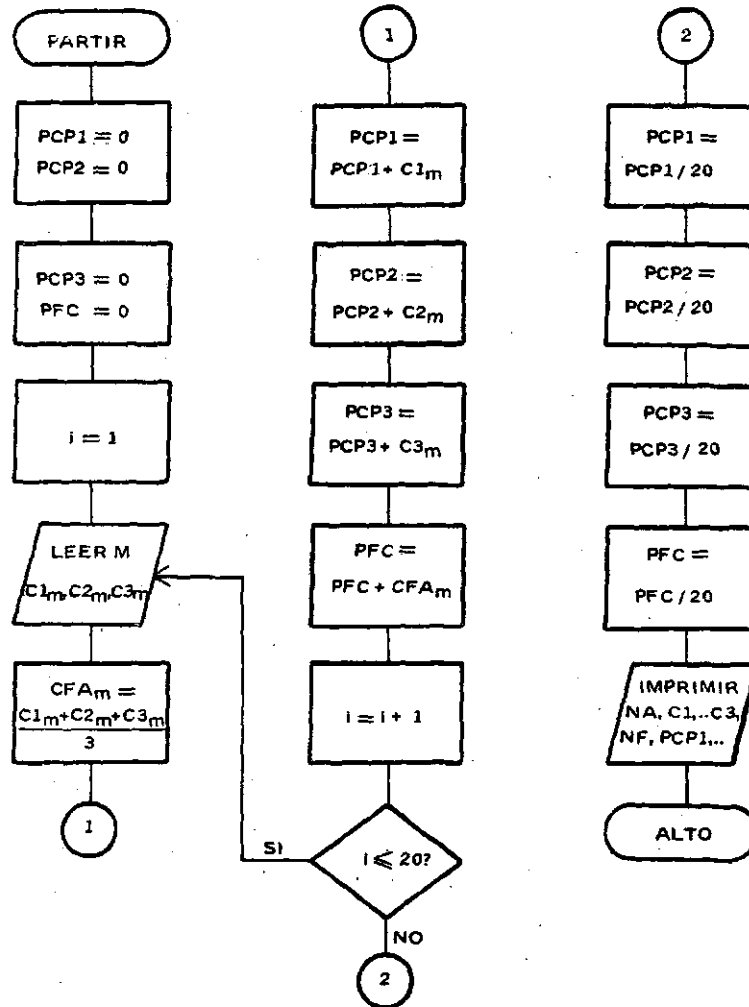 PARTIR
PCP1 = 0
PCP2 = 0
PCP3 = 0
PFC = 0
i = 1
LEER M
C1m,C2m,C3m
CFAm =
C1m+C2m+C3m
3
1
1
PCP1 =
PCP1 + C1m
PCP2 =
PCP2 + C2m
PCP3 =
PCP3 + C3m
PFC =
PFC + CFAm
i = i + 1
i ≤ 20?
SI
NO
2
2
PCP1 =
PCP1 / 20
PCP2 =
PCP2 / 20
PCP3 =
PCP3 / 20
PFC =
PFC / 20
IMPRIMIR
NA, C1,..C3,
NF, PCP1,..
ALTO